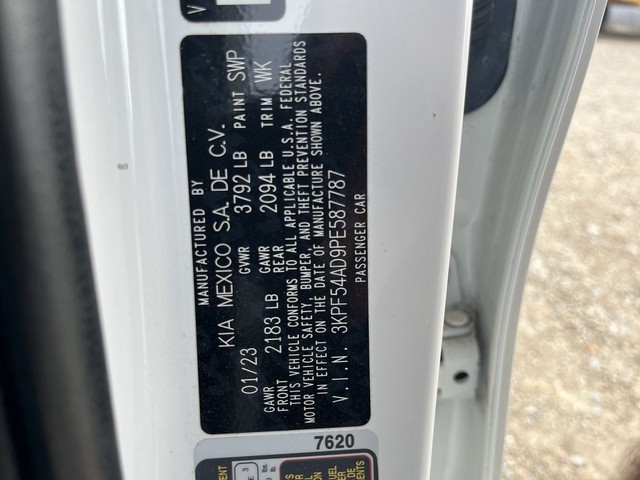 MANUFACTURED BY
KIA MEXICO S.A. DE C.V.
01/23 GVWR 3792 LB PAINT SWP
GAWR FRONT 2183 LB GAWR REAR 2094 LB TRIM WK
THIS VEHICLE CONFORMS TO ALL APPLICABLE U.S.A. FEDERAL
MOTOR VEHICLE SAFETY, BUMPER, AND THEFT PREVENTION STANDARDS
IN EFFECT ON THE DATE OF MANUFACTURE SHOWN ABOVE.
V.I.N. 3KPF54AD9PE587787
PASSENGER CAR
7620